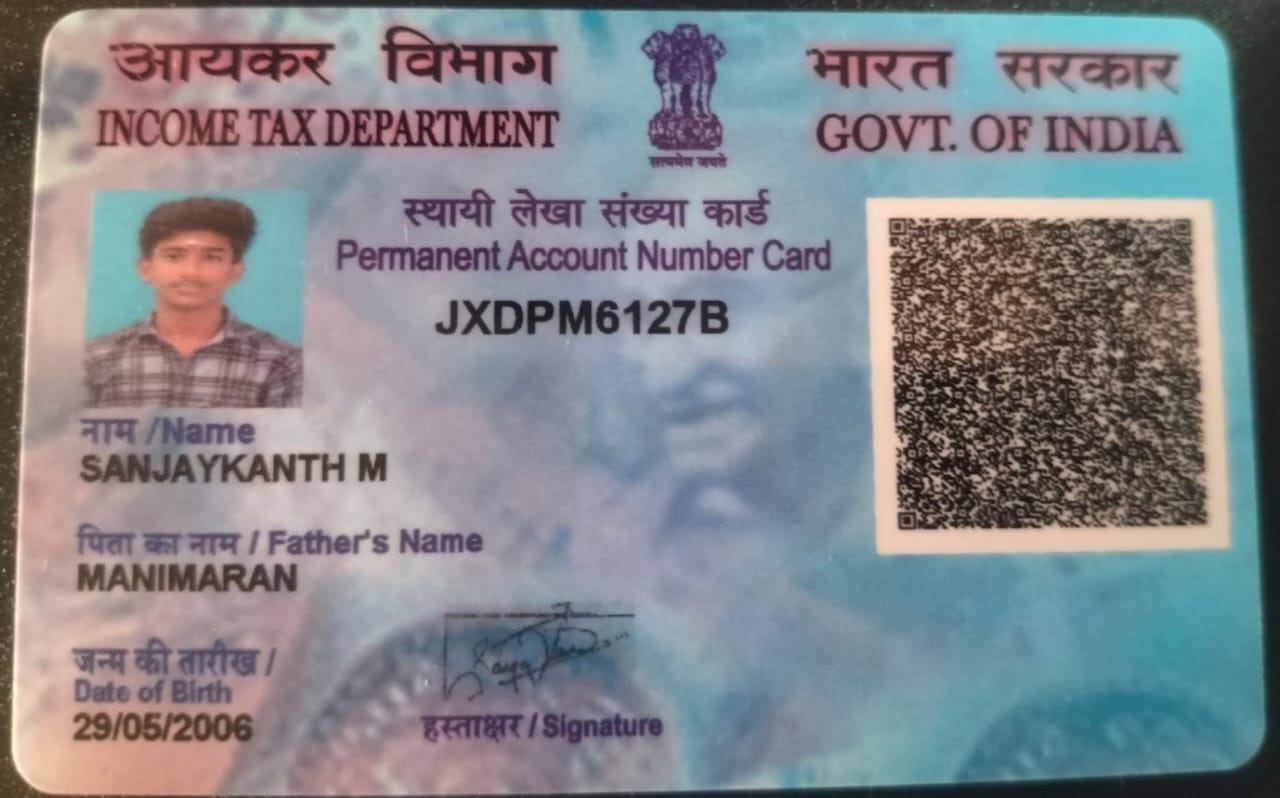 आयकर विभाग
INCOME TAX DEPARTMENT
सत्यमेव जयते
भारत सरकार
GOVT. OF INDIA
स्थायी लेखा संख्या कार्ड
Permanent Account Number Card
JXDPM6127B
नाम /Name
SANJAYKANTH M
पिता का नाम / Father's Name
MANIMARAN
जन्म की तारीख /
Date of Birth
29/05/2006
हस्ताक्षर / Signature